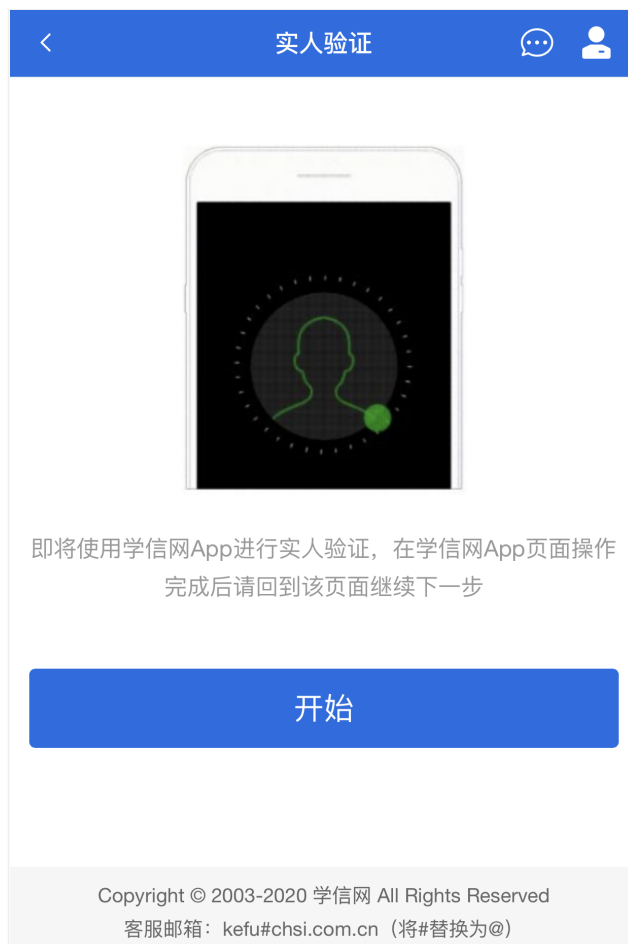 实人验证
即将使用学信网App进行实人验证，在学信网App页面操作
完成后请回到该页面继续下一步
开始
Copyright © 2003-2020 学信网 All Rights Reserved
客服邮箱：kefu#chsi.com.cn（将#替换为@）